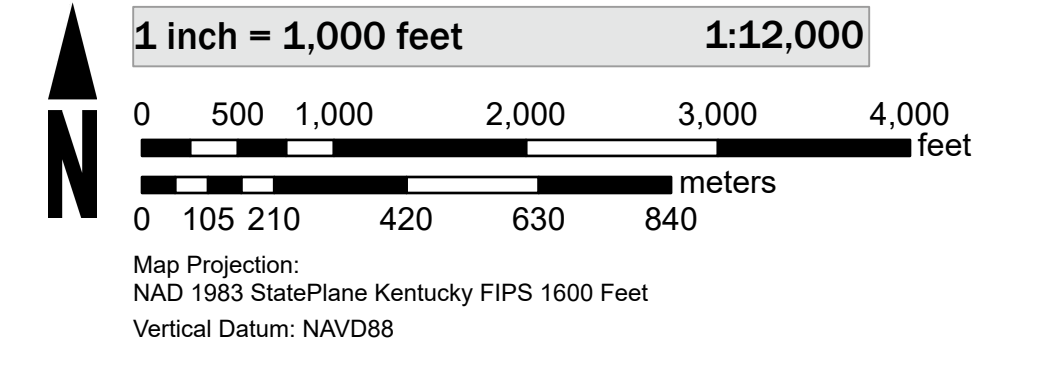 1 inch = 1,000 feet 1:12,000
0 500 1,000 2,000 3,000 4,000
feet
N
meters
0 105 210 420 630 840
Map Projection:
NAD 1983 StatePlane Kentucky FIPS 1600 Feet
Vertical Datum: NAVD88